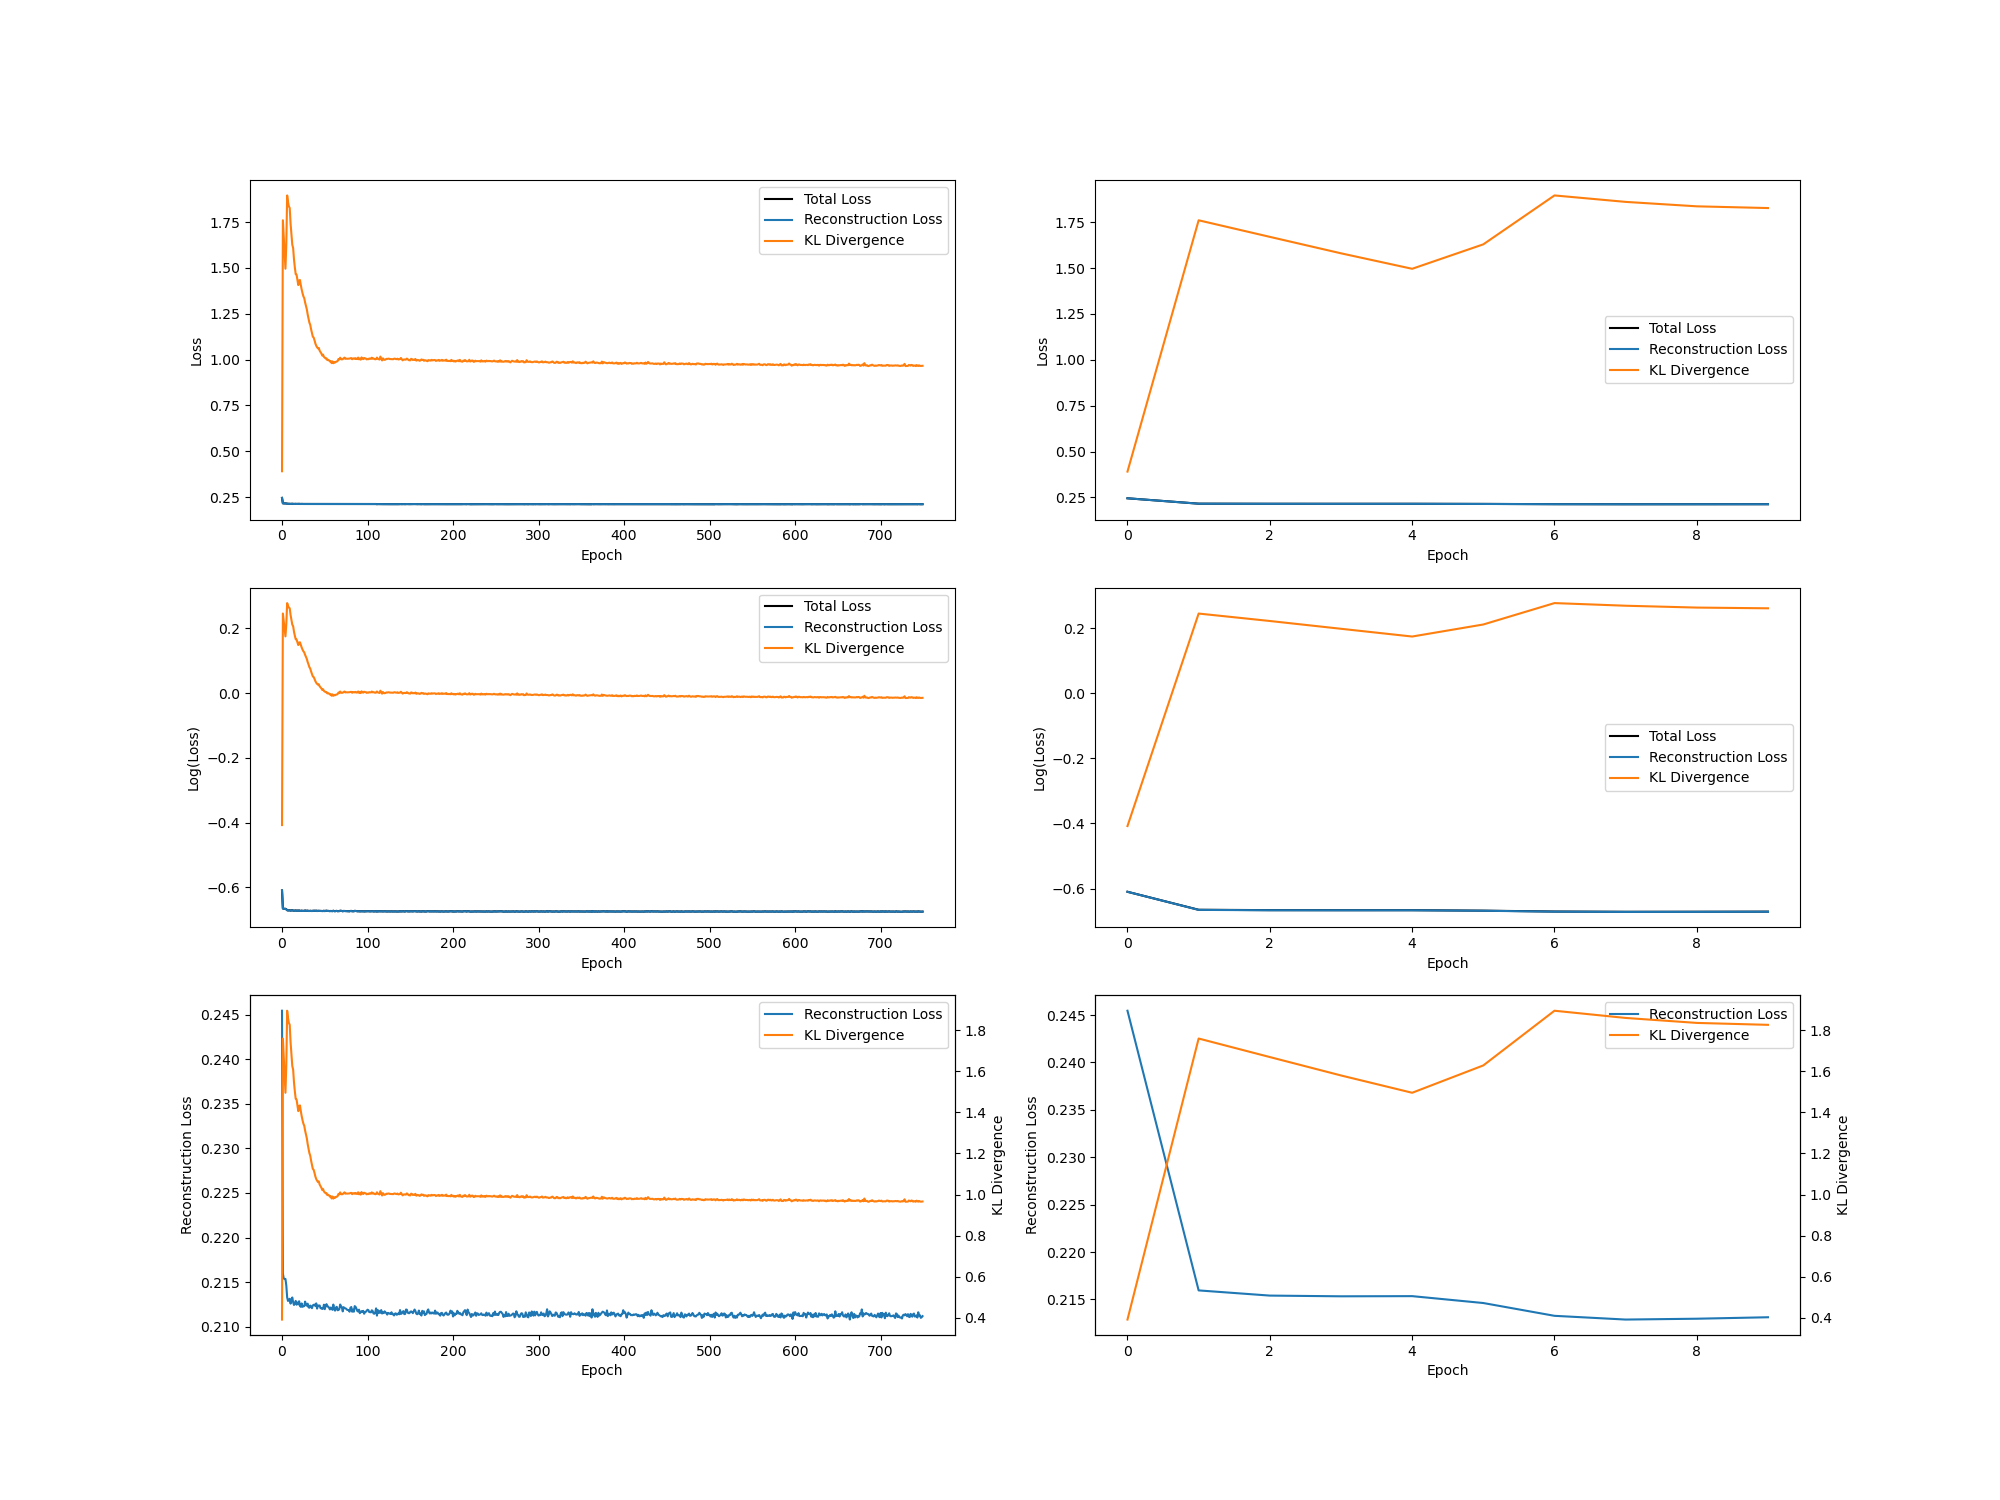 Total Loss
Reconstruction Loss
KL Divergence
Loss
1.75
1.50
1.25
1.00
0.75
0.50
0.25
0 100 200 300 400 500 600 700
Epoch
Total Loss
Reconstruction Loss
KL Divergence
Loss
1.75
1.50
1.25
1.00
0.75
0.50
0.25
0 2 4 6 8
Epoch
Total Loss
Reconstruction Loss
KL Divergence
Log(Loss)
0.2
0.0
−0.2
−0.4
−0.6
0 100 200 300 400 500 600 700
Epoch
Total Loss
Reconstruction Loss
KL Divergence
Log(Loss)
0.2
0.0
−0.2
−0.4
−0.6
0 2 4 6 8
Epoch
Reconstruction Loss
KL Divergence
Reconstruction Loss
0.245
0.240
0.235
0.230
0.225
0.220
0.215
0.210
0 100 200 300 400 500 600 700
Epoch
1.8
1.6
1.4
1.2
1.0
0.8
0.6
0.4
KL Divergence
Reconstruction Loss
KL Divergence
Reconstruction Loss
0.245
0.240
0.235
0.230
0.225
0.220
0.215
0 2 4 6 8
Epoch
1.8
1.6
1.4
1.2
1.0
0.8
0.6
0.4
KL Divergence